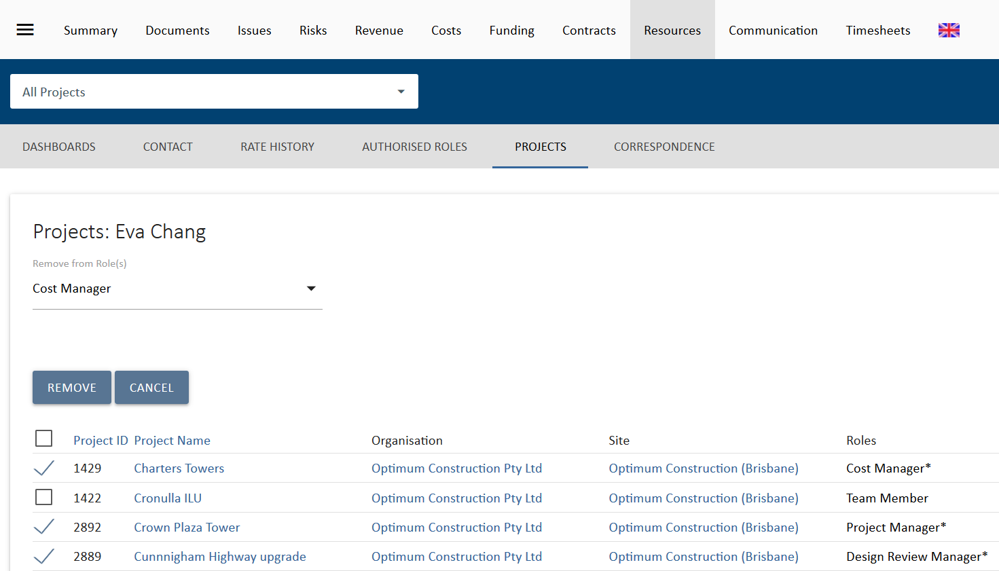 Summary Documents Issues Risks Revenue Costs Funding Contracts Resources Communication Timesheets
All Projects
DASHBOARDS CONTACT RATE HISTORY AUTHORISED ROLES PROJECTS CORRESPONDENCE
Projects: Eva Chang
Remove from Role(s)
Cost Manager
REMOVE CANCEL
Project ID Project Name Organisation Site Roles
1429 Charters Towers Optimum Construction Pty Ltd Optimum Construction (Brisbane) Cost Manager*
1422 Cronulla ILU Optimum Construction Pty Ltd Optimum Construction (Brisbane) Team Member
2892 Crown Plaza Tower Optimum Construction Pty Ltd Optimum Construction (Brisbane) Project Manager*
2889 Cunnnigham Highway upgrade Optimum Construction Pty Ltd Optimum Construction (Brisbane) Design Review Manager*